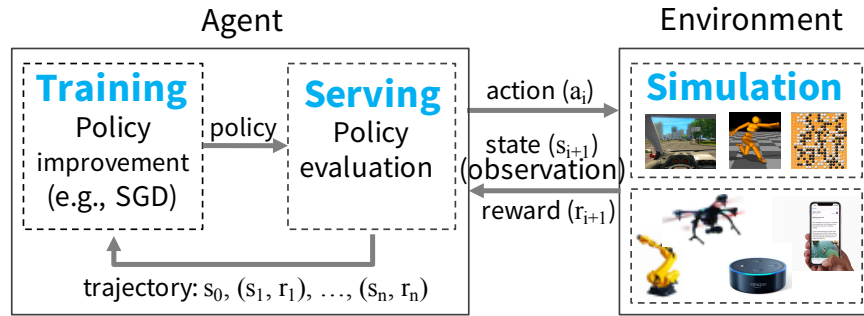 Agent
Environment
Training
Policy
improvement
(e.g., SGD)
policy
Serving
Policy
evaluation
trajectory: s₀, (s₁, r₁), …, (sₙ, rₙ)
action (aᵢ)
state (sᵢ₊₁)
(observation)
reward (rᵢ₊₁)
Simulation